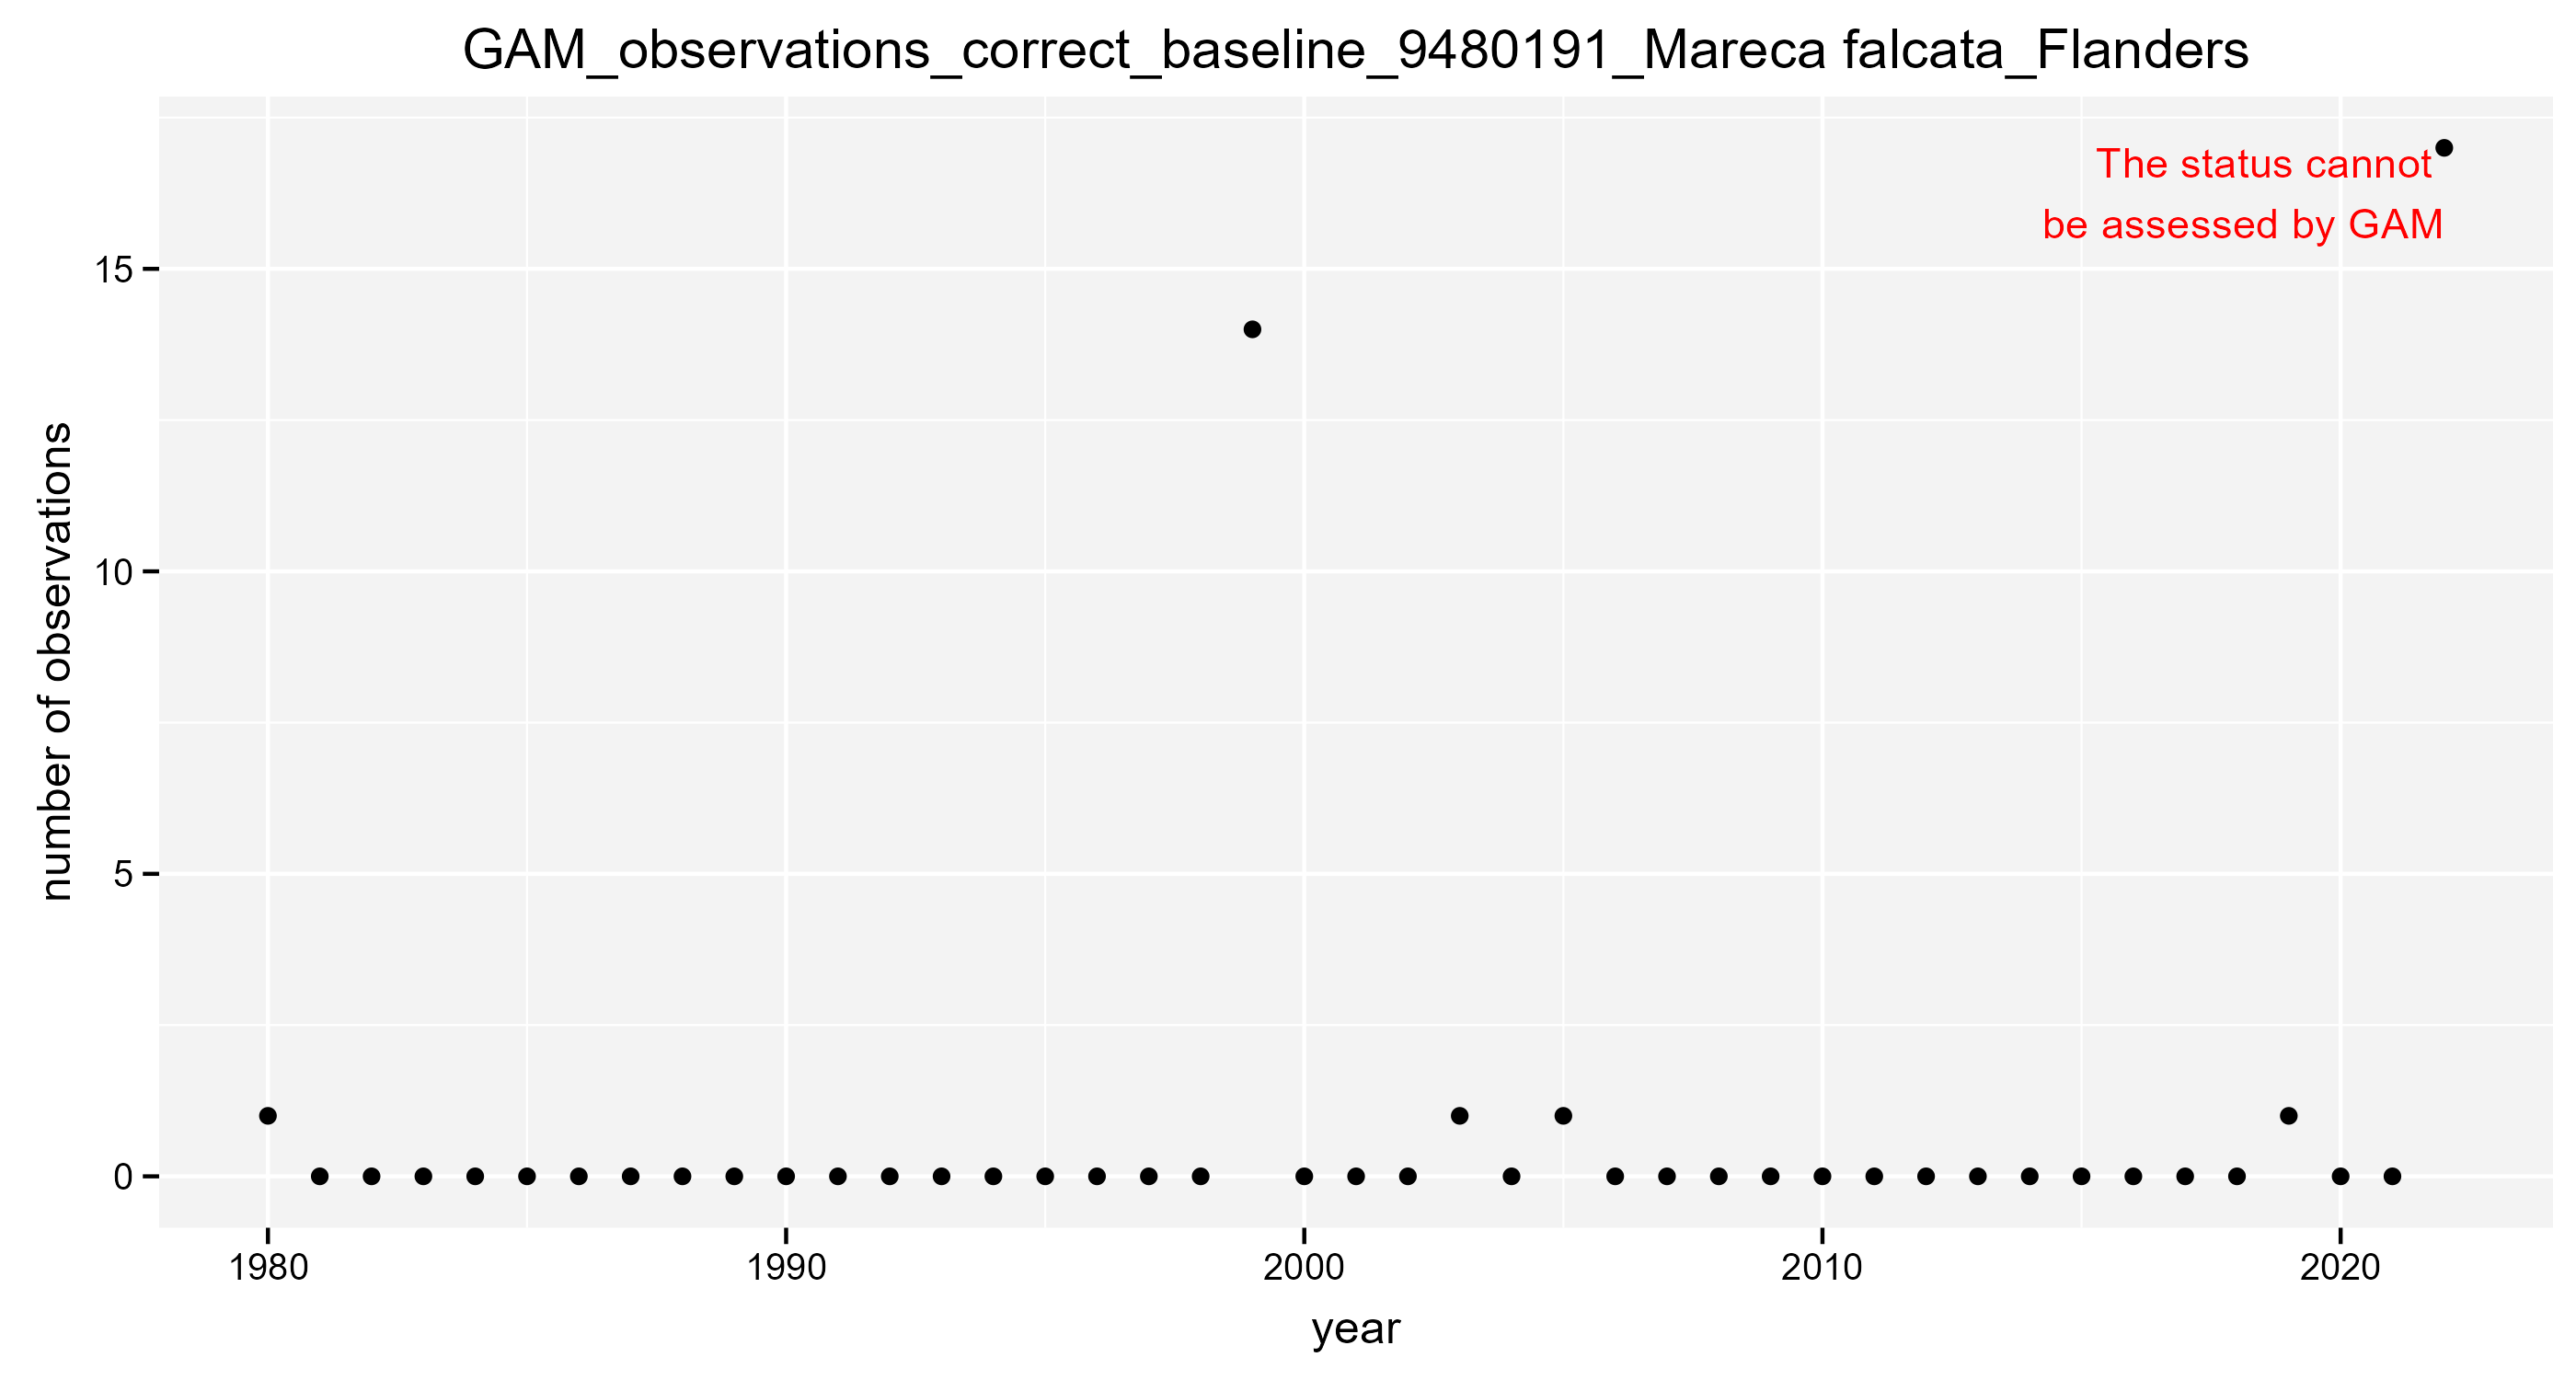 GAM_observations_correct_baseline_9480191_Mareca falcata_Flanders
The status cannot
be assessed by GAM
number of observations
15
10
5
0
1980
1990
2000
2010
2020
year